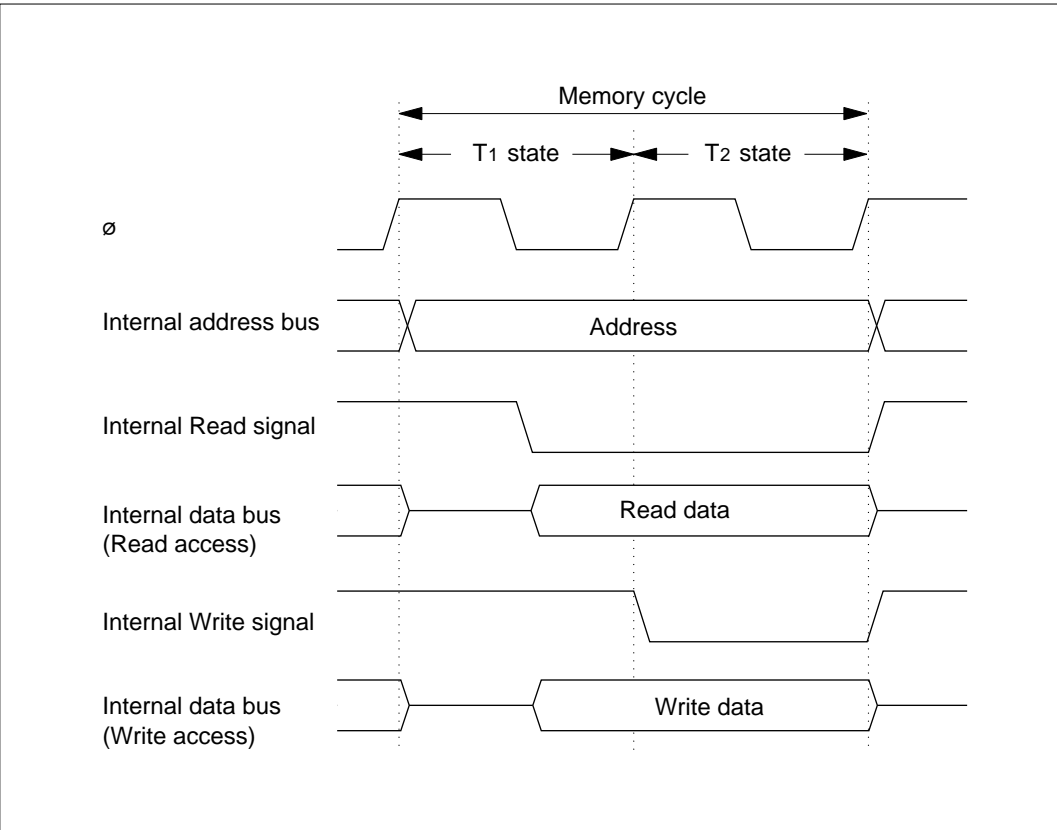 Memory cycle
T1 state
T2 state
ø
Internal address bus
Address
Internal Read signal
Internal data bus
(Read access)
Read data
Internal Write signal
Internal data bus
(Write access)
Write data